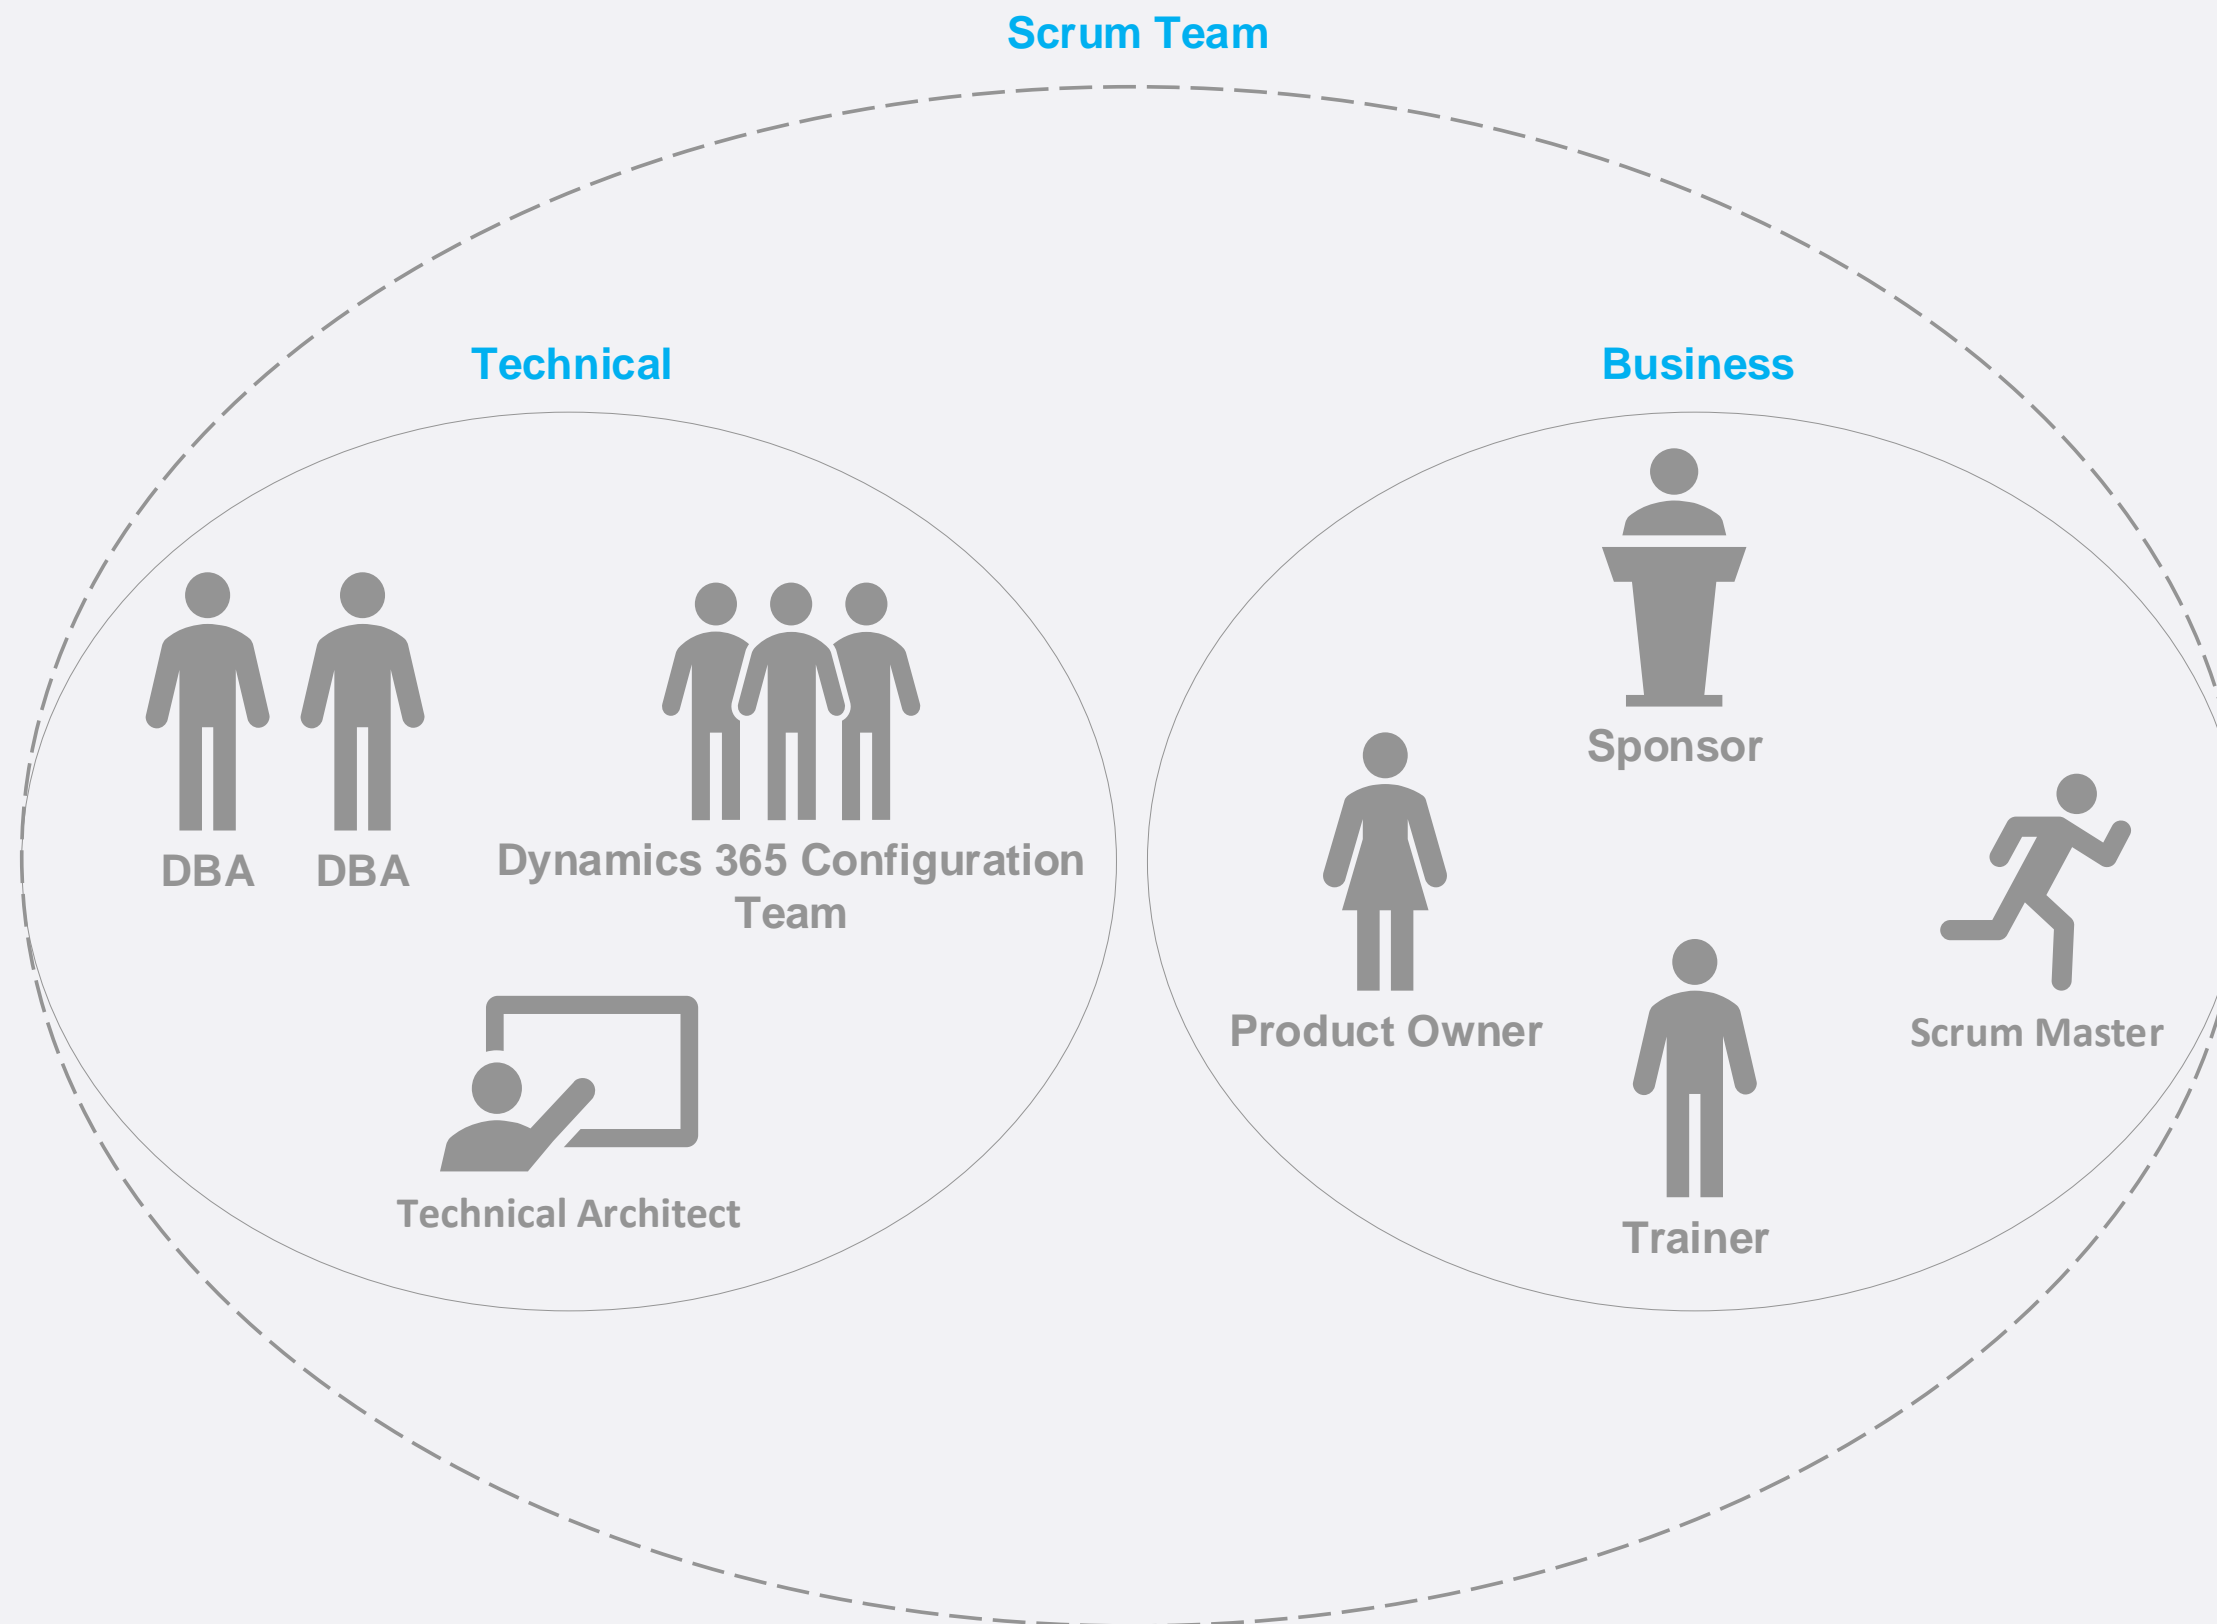 Scrum Team
Technical
Business
DBA
DBA
Dynamics 365 Configuration
Team
Technical Architect
Sponsor
Product Owner
Scrum Master
Trainer